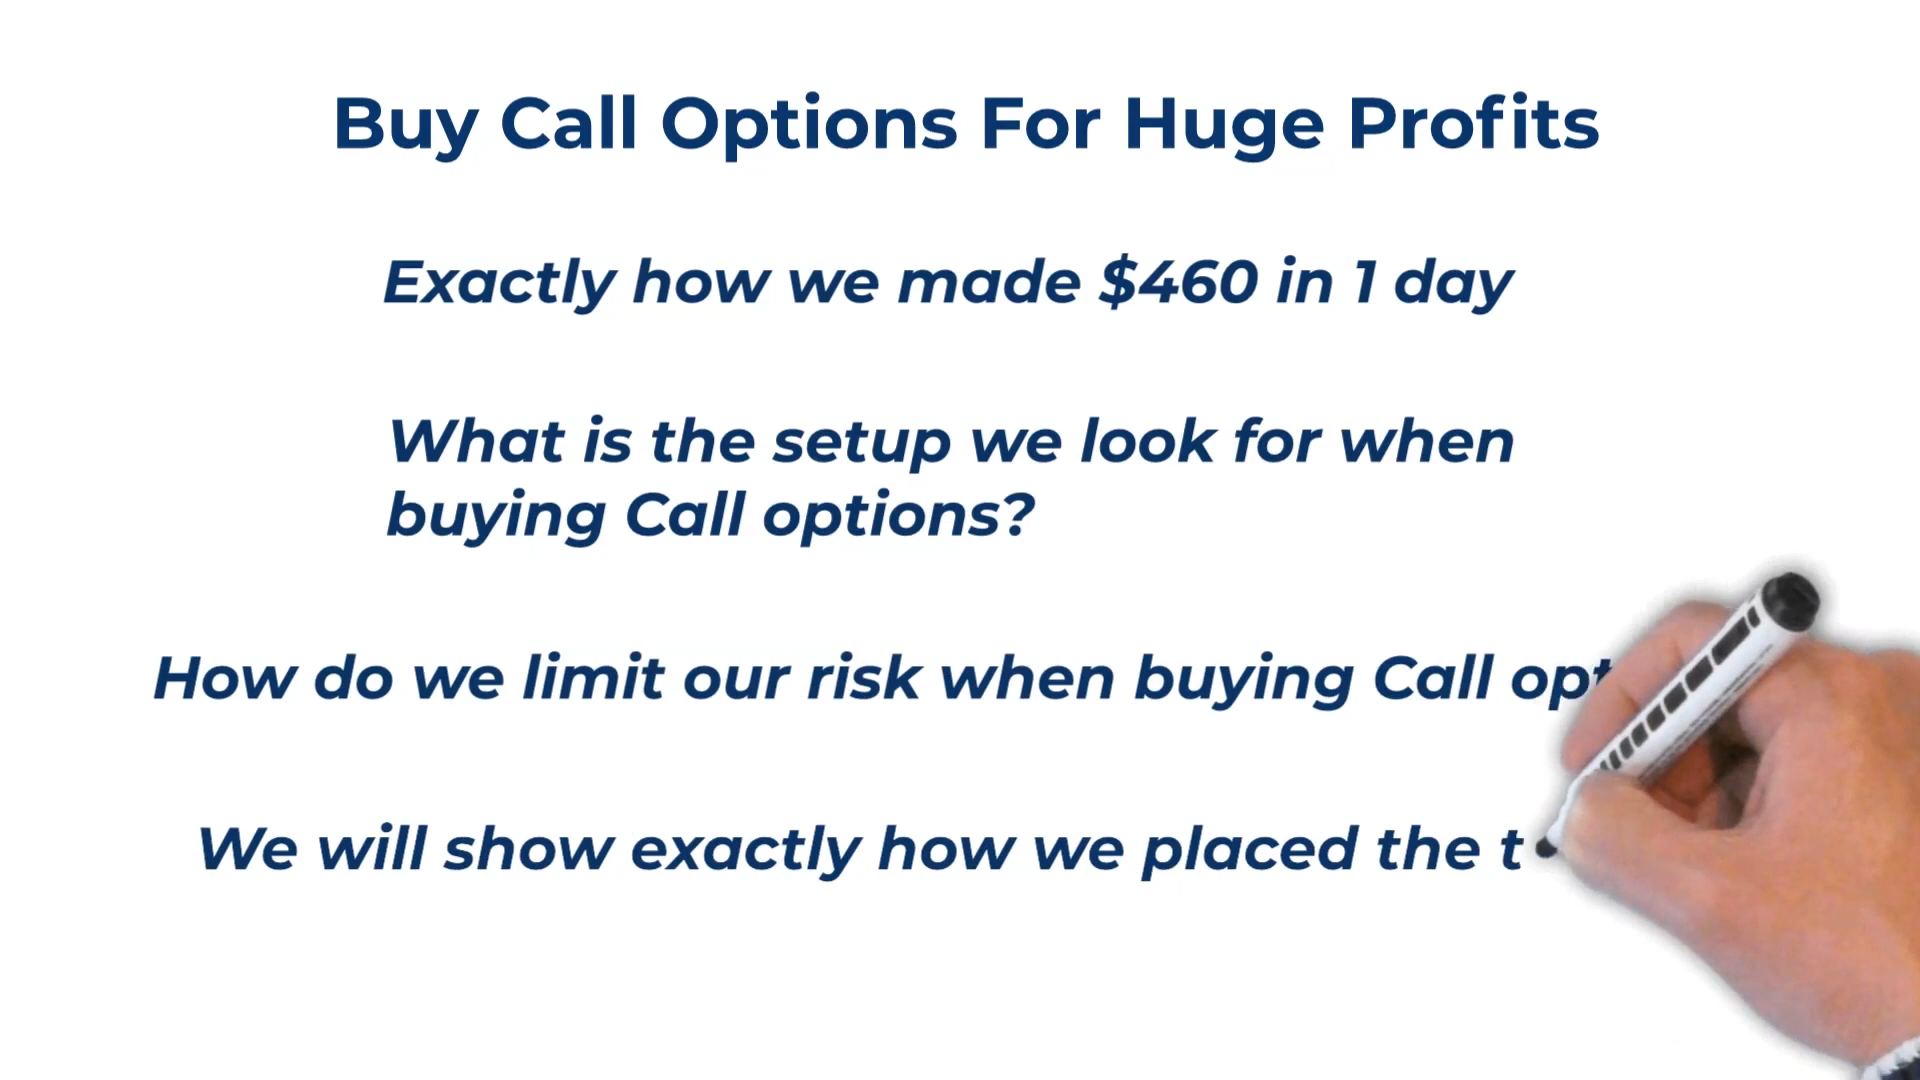 Buy Call Options For Huge Profits
Exactly how we made $460 in 1 day
What is the setup we look for when
buying Call options?
How do we limit our risk when buying Call opt
We will show exactly how we placed the t